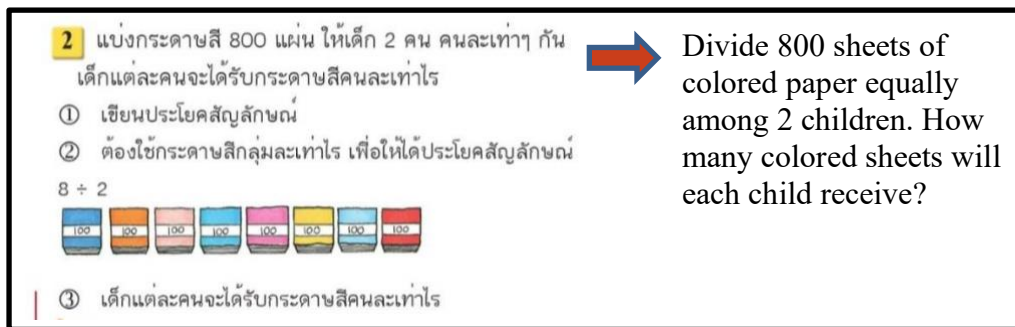 2 แบ่งกระดาษสี 800 แผ่น ให้เด็ก 2 คน คนละเท่าๆ กัน
เด็กแต่ละคนจะได้รับกระดาษสีคนละเท่าไร
① เขียนประโยคสัญลักษณ์
② ต้องใช้กระดาษสีกลุ่มละเท่าไร เพื่อให้ได้ประโยคสัญลักษณ์
8 ÷ 2
100 100 100 100 100 100 100 100
③ เด็กแต่ละคนจะได้รับกระดาษสีคนละเท่าไร
Divide 800 sheets of
colored paper equally
among 2 children. How
many colored sheets will
each child receive?